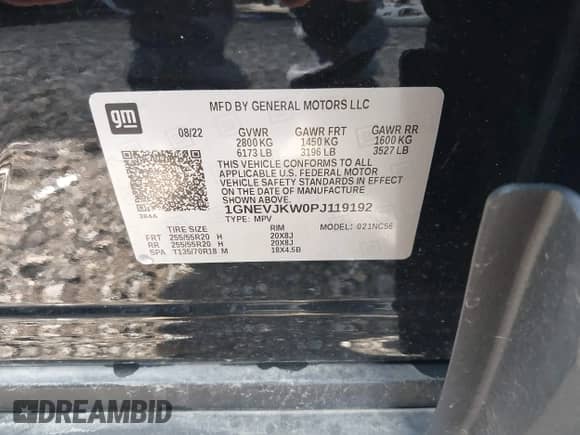 gm
MFD BY GENERAL MOTORS LLC
08/22 GVWR GAWR FRT GAWR RR
2800 KG 1450 KG 1600 KG
6173 LB 3196 LB 3527 LB
THIS VEHICLE CONFORMS TO ALL
APPLICABLE U.S. FEDERAL MOTOR
VEHICLE SAFETY STANDARDS IN EFFECT
ON THE DATE OF MANUFACTURE
SHOWN ABOVE.
1GNEVJKW0PJ119192
TYPE: MPV
TIRE SIZE RIM MODEL: 021NC56
FRT 255/55R20 H 20X8J
RR 255/55R20 H 20X8J
SPA T135/70R18 M 18X4.5B
DREAMBID